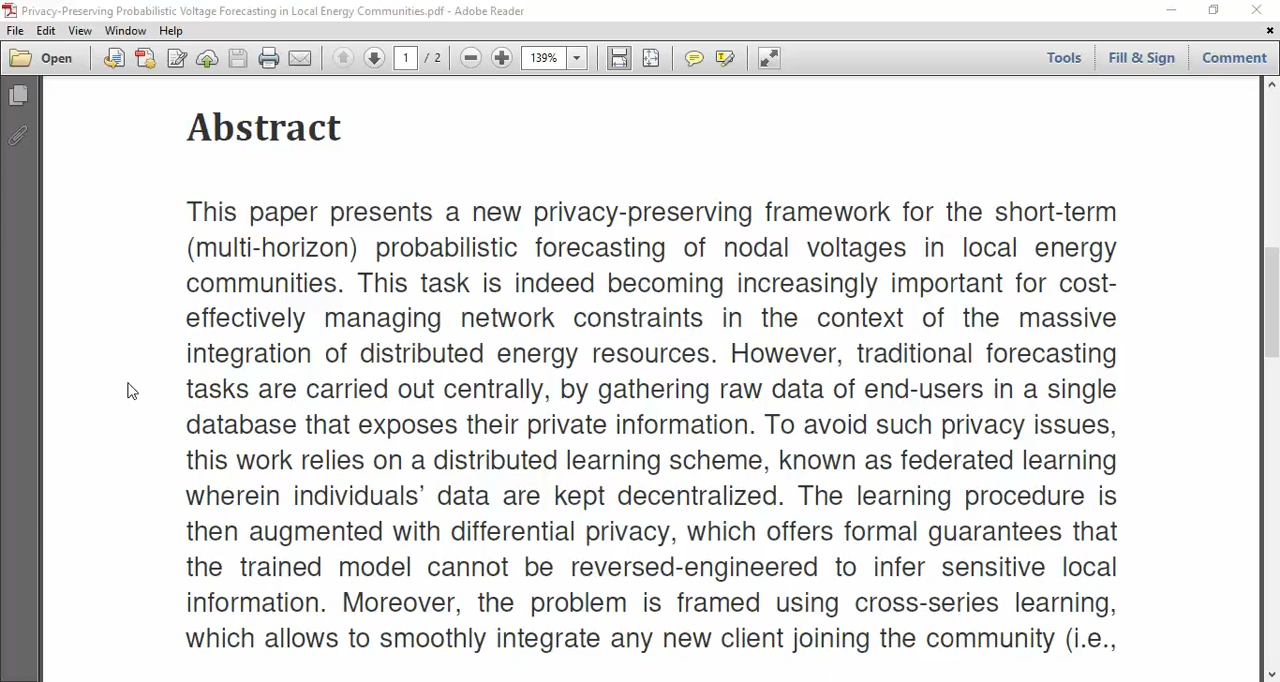 Privacy-Preserving Probabilistic Voltage Forecasting in Local Energy Communities.pdf - Adobe Reader
File Edit View Window Help
Open 1 / 2 139% Tools Fill & Sign Comment
Abstract
This paper presents a new privacy-preserving framework for the short-term
(multi-horizon) probabilistic forecasting of nodal voltages in local energy
communities. This task is indeed becoming increasingly important for cost-
effectively managing network constraints in the context of the massive
integration of distributed energy resources. However, traditional forecasting
tasks are carried out centrally, by gathering raw data of end-users in a single
database that exposes their private information. To avoid such privacy issues,
this work relies on a distributed learning scheme, known as federated learning
wherein individuals’ data are kept decentralized. The learning procedure is
then augmented with differential privacy, which offers formal guarantees that
the trained model cannot be reversed-engineered to infer sensitive local
information. Moreover, the problem is framed using cross-series learning,
which allows to smoothly integrate any new client joining the community (i.e.,